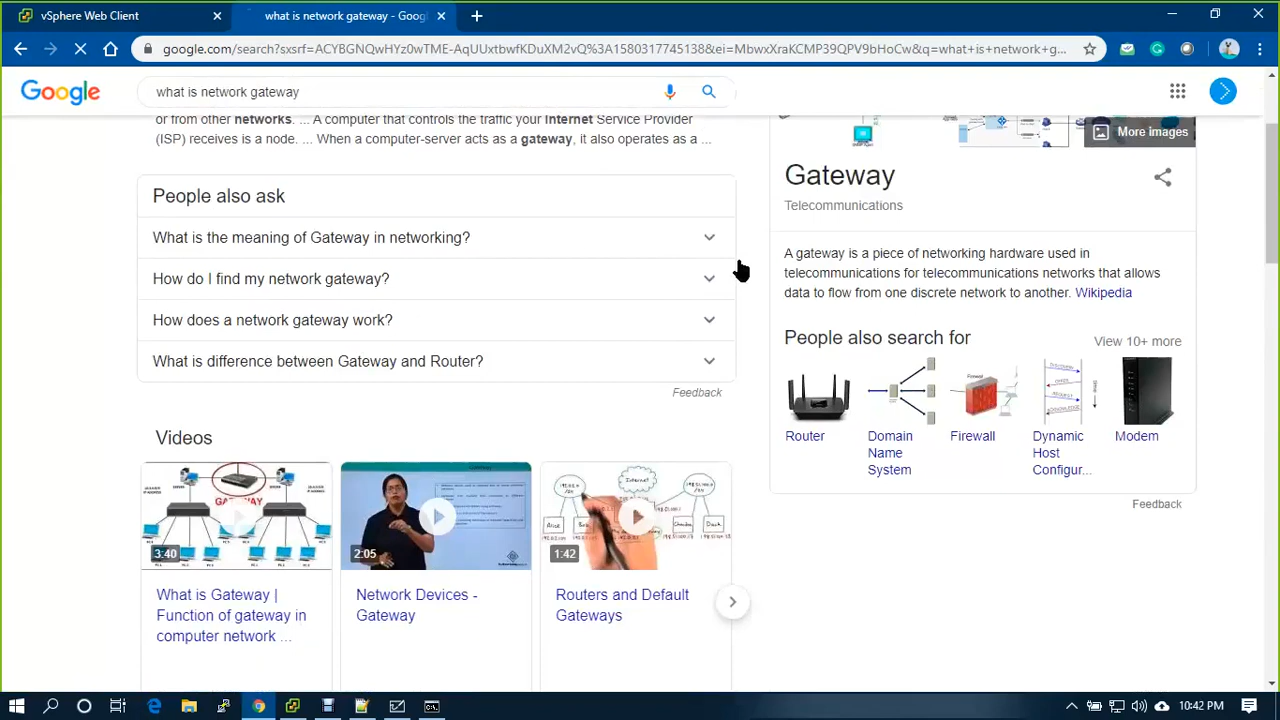 vSphere Web Client
what is network gateway - Goog
google.com/search?sxsrf=ACYBGNQwHYz0wTME-AqUUxtbwfKDuXM2vQ%3A1580317745138&ei=MbwxXraKCMP39QPV9bHoCw&q=what+is+network+g...
Google
what is network gateway
or from other networks. ... A computer that controls the traffic your Internet Service Provider
(ISP) receives is a node. ... When a computer-server acts as a gateway, it also operates as a ...
More images
Gateway
Telecommunications
A gateway is a piece of networking hardware used in
telecommunications for telecommunications networks that allows
data to flow from one discrete network to another. Wikipedia
People also search for
View 10+ more
Router
Domain
Name
System
Firewall
Dynamic
Host
Configur...
Modem
Feedback
People also ask
What is the meaning of Gateway in networking?
How do I find my network gateway?
How does a network gateway work?
What is difference between Gateway and Router?
Feedback
Videos
GATEWAY
3:40
2:05
Internet
1:42
What is Gateway |
Function of gateway in
computer network ...
Network Devices -
Gateway
Routers and Default
Gateways
10:42 PM